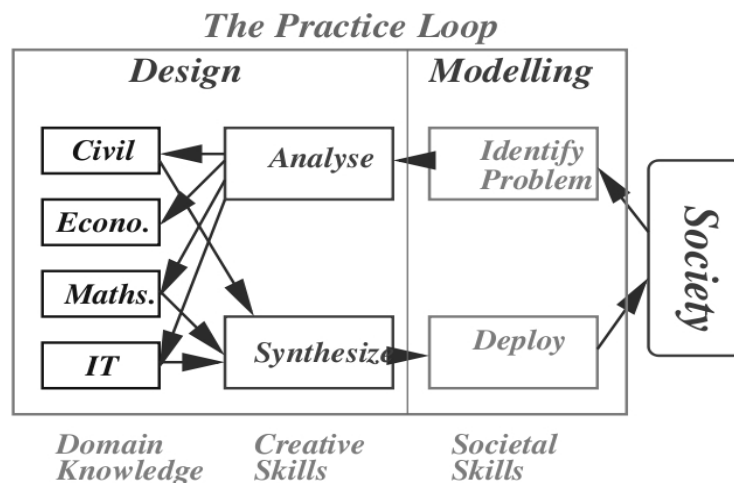 The Practice Loop
Design
Modelling
Civil
Analyse
Identify
Problem
Econo.
Maths.
IT
Synthesize
Deploy
Society
Domain
Knowledge
Creative
Skills
Societal
Skills